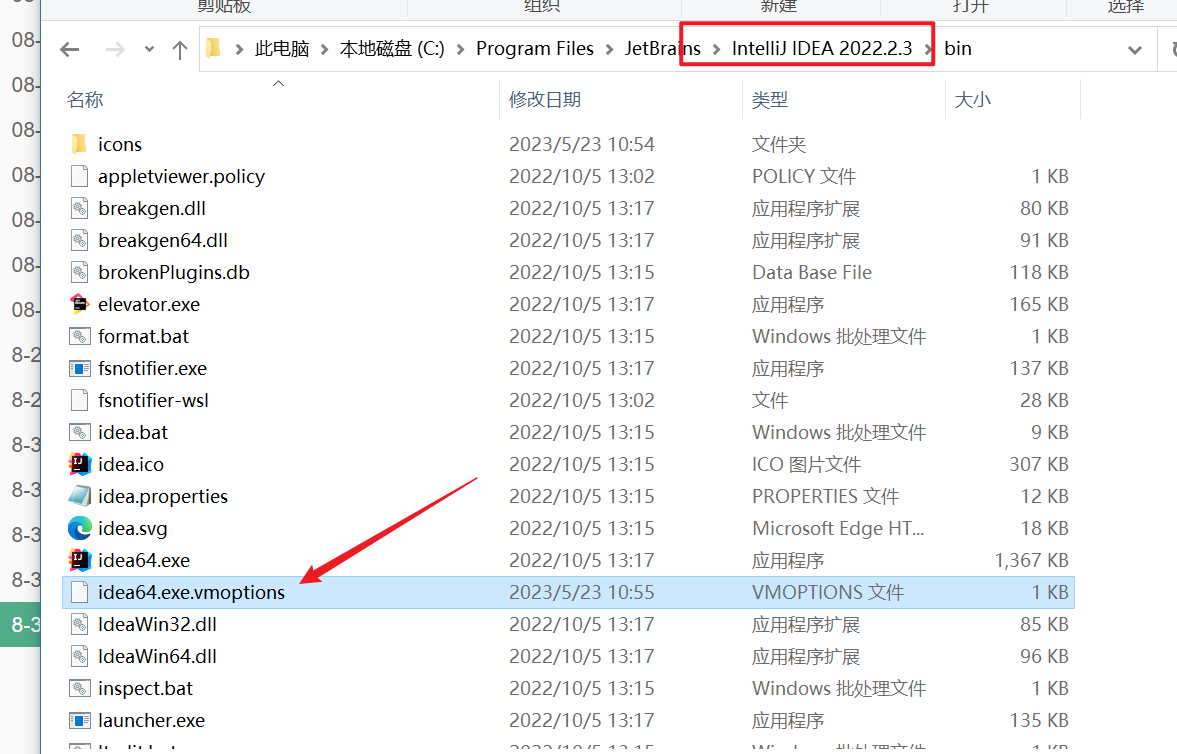 剪贴板 组织 新建 打开 选择
此电脑 本地磁盘 (C:) Program Files JetBrains IntelliJ IDEA 2022.2.3 bin
名称 修改日期 类型 大小
icons 2023/5/23 10:54 文件夹
appletviewer.policy 2022/10/5 13:02 POLICY 文件 1 KB
breakgen.dll 2022/10/5 13:17 应用程序扩展 80 KB
breakgen64.dll 2022/10/5 13:17 应用程序扩展 91 KB
brokenPlugins.db 2022/10/5 13:15 Data Base File 118 KB
elevator.exe 2022/10/5 13:17 应用程序 165 KB
format.bat 2022/10/5 13:15 Windows 批处理文件 1 KB
fsnotifier.exe 2022/10/5 13:17 应用程序 137 KB
fsnotifier-wsl 2022/10/5 13:02 文件 28 KB
idea.bat 2022/10/5 13:15 Windows 批处理文件 9 KB
idea.ico 2022/10/5 13:15 ICO 图片文件 307 KB
idea.properties 2022/10/5 13:15 PROPERTIES 文件 12 KB
idea.svg 2022/10/5 13:15 Microsoft Edge HT... 18 KB
idea64.exe 2022/10/5 13:17 应用程序 1,367 KB
idea64.exe.vmoptions 2023/5/23 10:55 VMOPTIONS 文件 1 KB
IdeaWin32.dll 2022/10/5 13:17 应用程序扩展 85 KB
IdeaWin64.dll 2022/10/5 13:17 应用程序扩展 96 KB
inspect.bat 2022/10/5 13:15 Windows 批处理文件 1 KB
launcher.exe 2022/10/5 13:17 应用程序 135 KB
08-
08-
08-
08-
08-
08-
08-
8-2
8-2
8-3
8-3
8-3
8-3
8-3